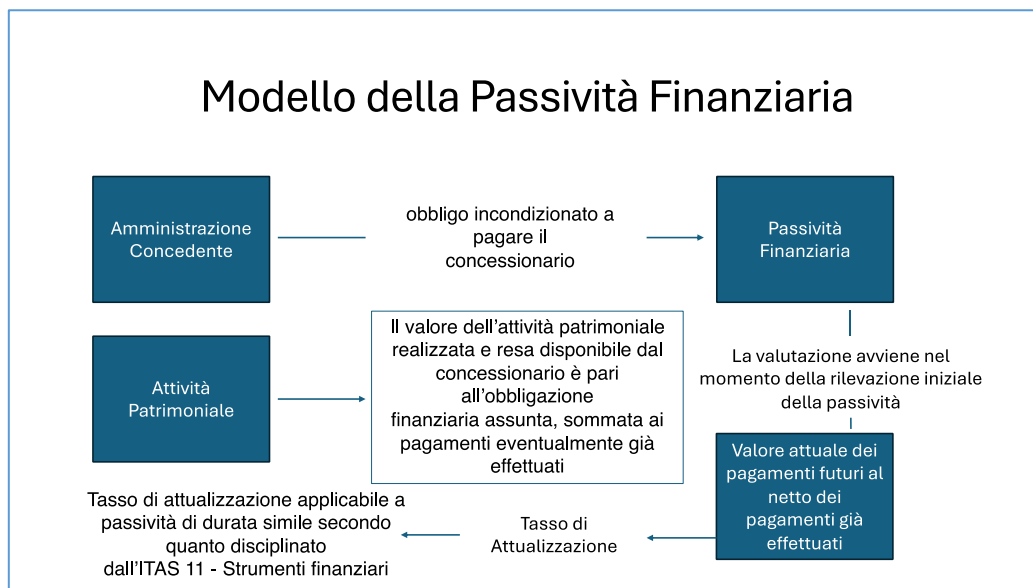 Modello della Passività Finanziaria
Amministrazione
Concedente
obbligo incondizionato a
pagare il
concessionario
Passività
Finanziaria
Attività
Patrimoniale
Il valore dell'attività patrimoniale
realizzata e resa disponibile dal
concessionario è pari
all'obbligazione
finanziaria assunta, sommata ai
pagamenti eventualmente già
effettuati
La valutazione avviene nel
momento della rilevazione iniziale
della passività
Valore attuale dei
pagamenti futuri al
netto dei
pagamenti già
effettuati
Tasso di
Attualizzazione
Tasso di attualizzazione applicabile a
passività di durata simile secondo
quanto disciplinato
dall'ITAS 11 - Strumenti finanziari